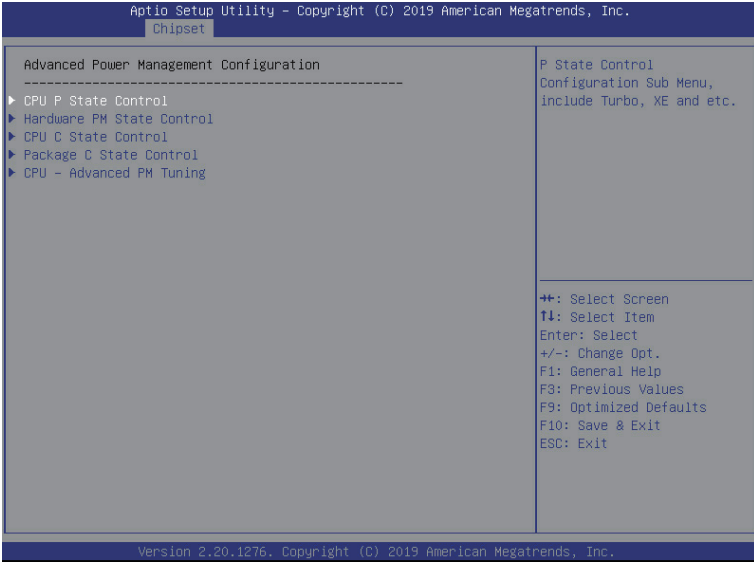 Aptio Setup Utility – Copyright (C) 2019 American Megatrends, Inc.
Chipset
Advanced Power Management Configuration
--------------------------------------------------
CPU P State Control
Hardware PM State Control
CPU C State Control
Package C State Control
CPU – Advanced PM Tuning
P State Control
Configuration Sub Menu,
include Turbo, XE and etc.
→←: Select Screen
↑↓: Select Item
Enter: Select
+/-: Change Opt.
F1: General Help
F3: Previous Values
F9: Optimized Defaults
F10: Save & Exit
ESC: Exit
Version 2.20.1276. Copyright (C) 2019 American Megatrends, Inc.